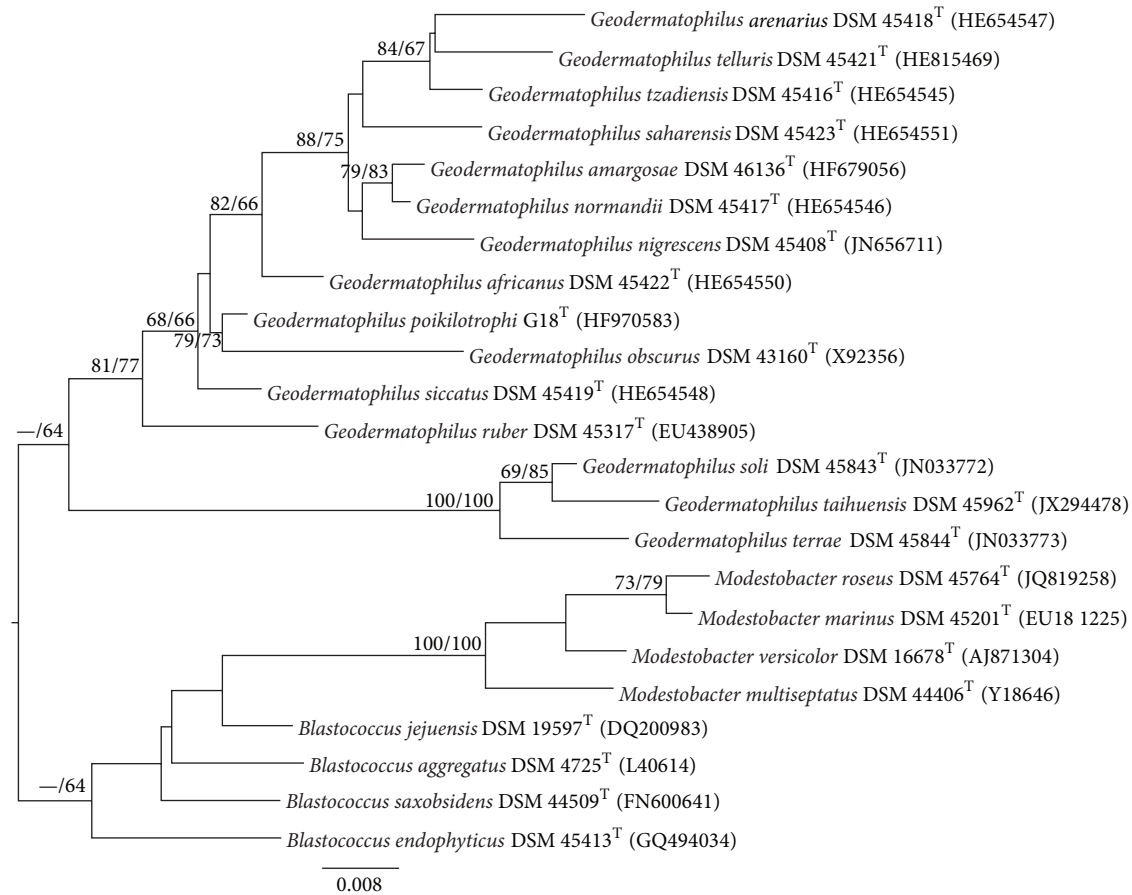 Geodermatophilus arenarius DSM 45418T (HE654547)
84/67
Geodermatophilus telluris DSM 45421T (HE815469)
Geodermatophilus tzadiensis DSM 45416T (HE654545)
Geodermatophilus saharensis DSM 45423T (HE654551)
88/75
79/83
Geodermatophilus amargosae DSM 46136T (HF679056)
82/66
Geodermatophilus normandii DSM 45417T (HE654546)
Geodermatophilus nigrescens DSM 45408T (JN656711)
Geodermatophilus africanus DSM 45422T (HE654550)
68/66
Geodermatophilus poikilotrophi G18T (HF970583)
79/73
Geodermatophilus obscurus DSM 43160T (X92356)
81/77
Geodermatophilus siccatus DSM 45419T (HE654548)
—/64
Geodermatophilus ruber DSM 45317T (EU438905)
69/85
Geodermatophilus soli DSM 45843T (JN033772)
100/100
Geodermatophilus taihuensis DSM 45962T (JX294478)
Geodermatophilus terrae DSM 45844T (JN033773)
73/79
Modestobacter roseus DSM 45764T (JQ819258)
Modestobacter marinus DSM 45201T (EU18 1225)
100/100
Modestobacter versicolor DSM 16678T (AJ871304)
Modestobacter multiseptatus DSM 44406T (Y18646)
Blastococcus jejuensis DSM 19597T (DQ200983)
Blastococcus aggregatus DSM 4725T (L40614)
—/64
Blastococcus saxobsidens DSM 44509T (FN600641)
Blastococcus endophyticus DSM 45413T (GQ494034)
0.008